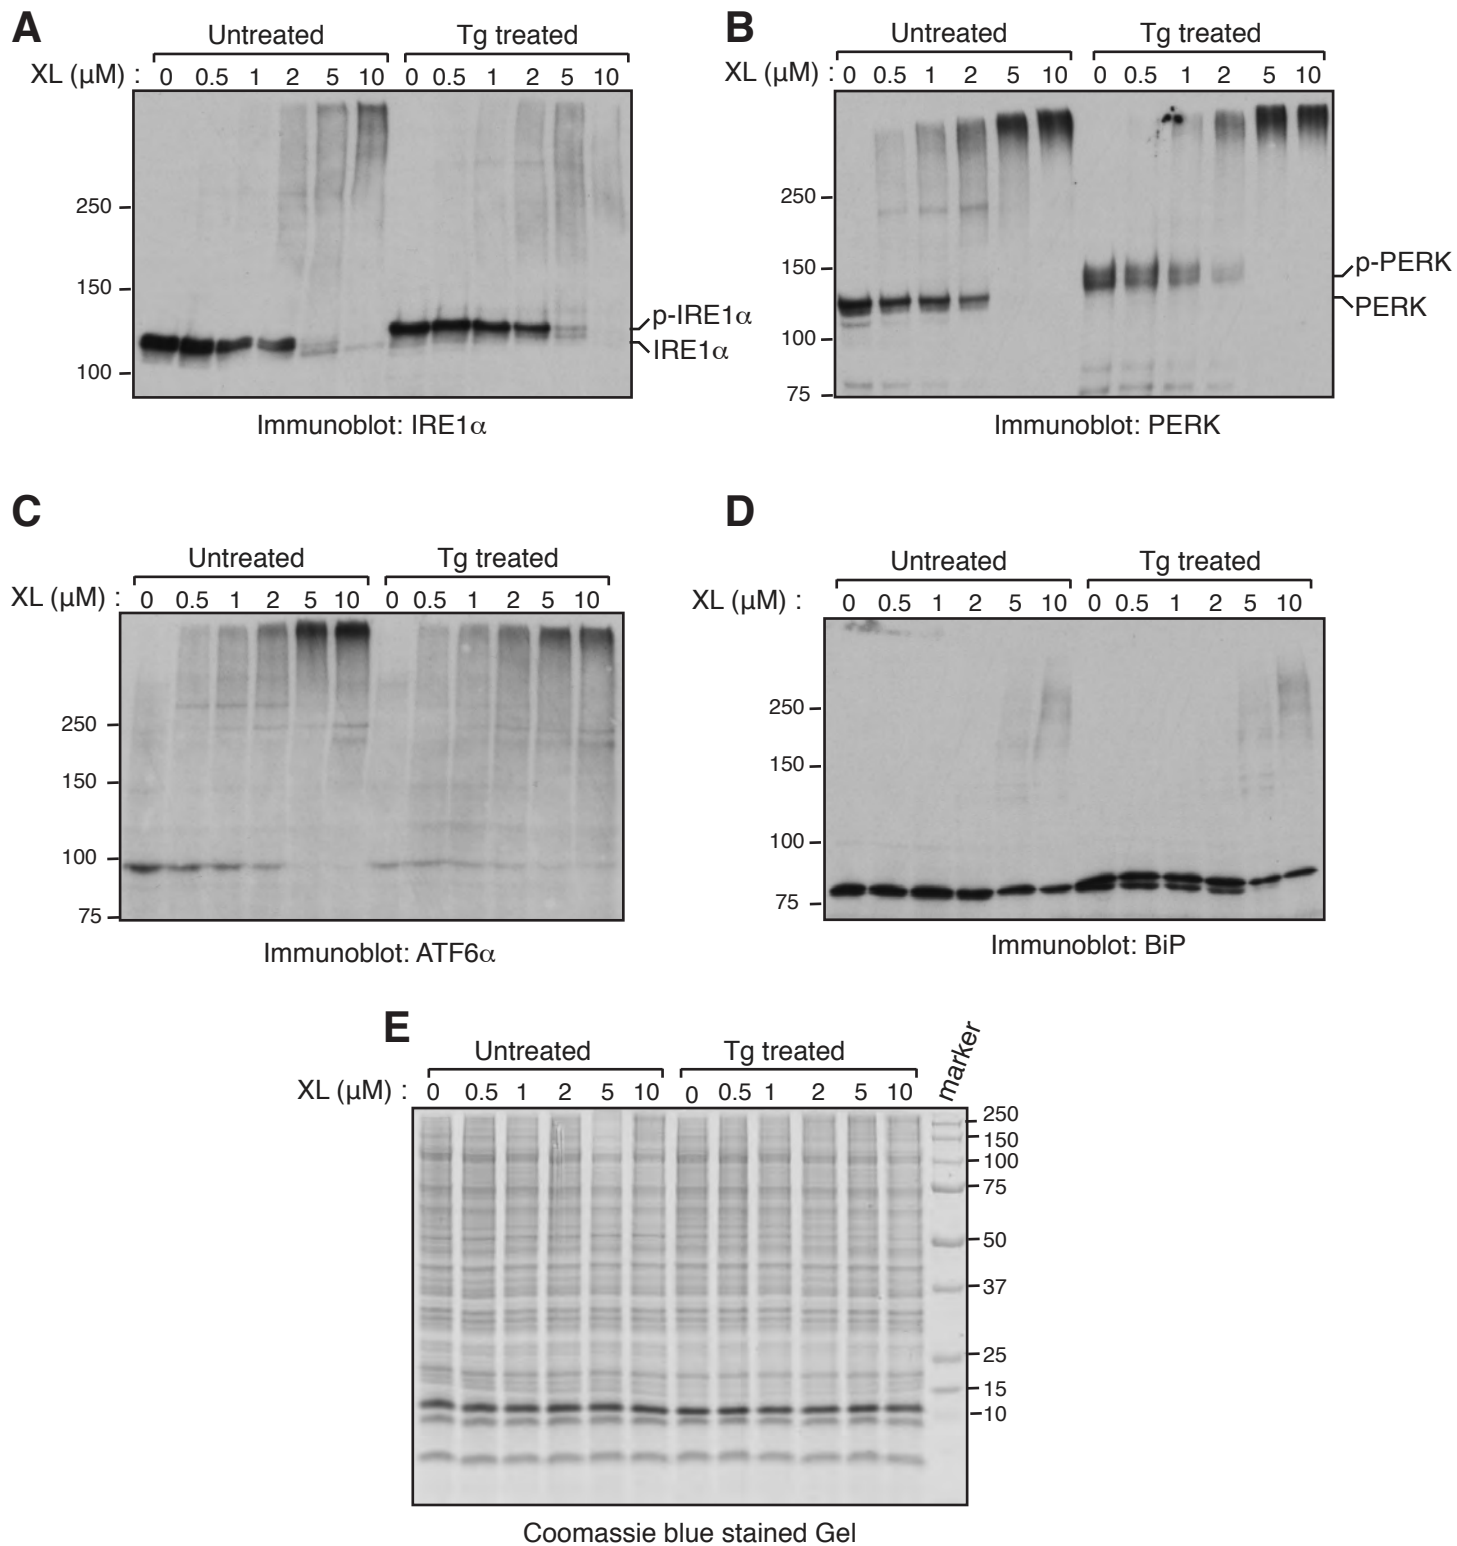 A
Untreated Tg treated
XL (µM) : 0 0.5 1 2 5 10 0 0.5 1 2 5 10
250
150
100
p-IRE1α
IRE1α
Immunoblot: IRE1α
B
Untreated Tg treated
XL (µM) : 0 0.5 1 2 5 10 0 0.5 1 2 5 10
250
150
100
75
p-PERK
PERK
Immunoblot: PERK
C
Untreated Tg treated
XL (µM) : 0 0.5 1 2 5 10 0 0.5 1 2 5 10
250
150
100
75
Immunoblot: ATF6α
D
Untreated Tg treated
XL (µM) : 0 0.5 1 2 5 10 0 0.5 1 2 5 10
250
150
100
75
Immunoblot: BiP
E
Untreated Tg treated marker
XL (µM) : 0 0.5 1 2 5 10 0 0.5 1 2 5 10
250
150
100
75
50
37
25
15
10
Coomassie blue stained Gel